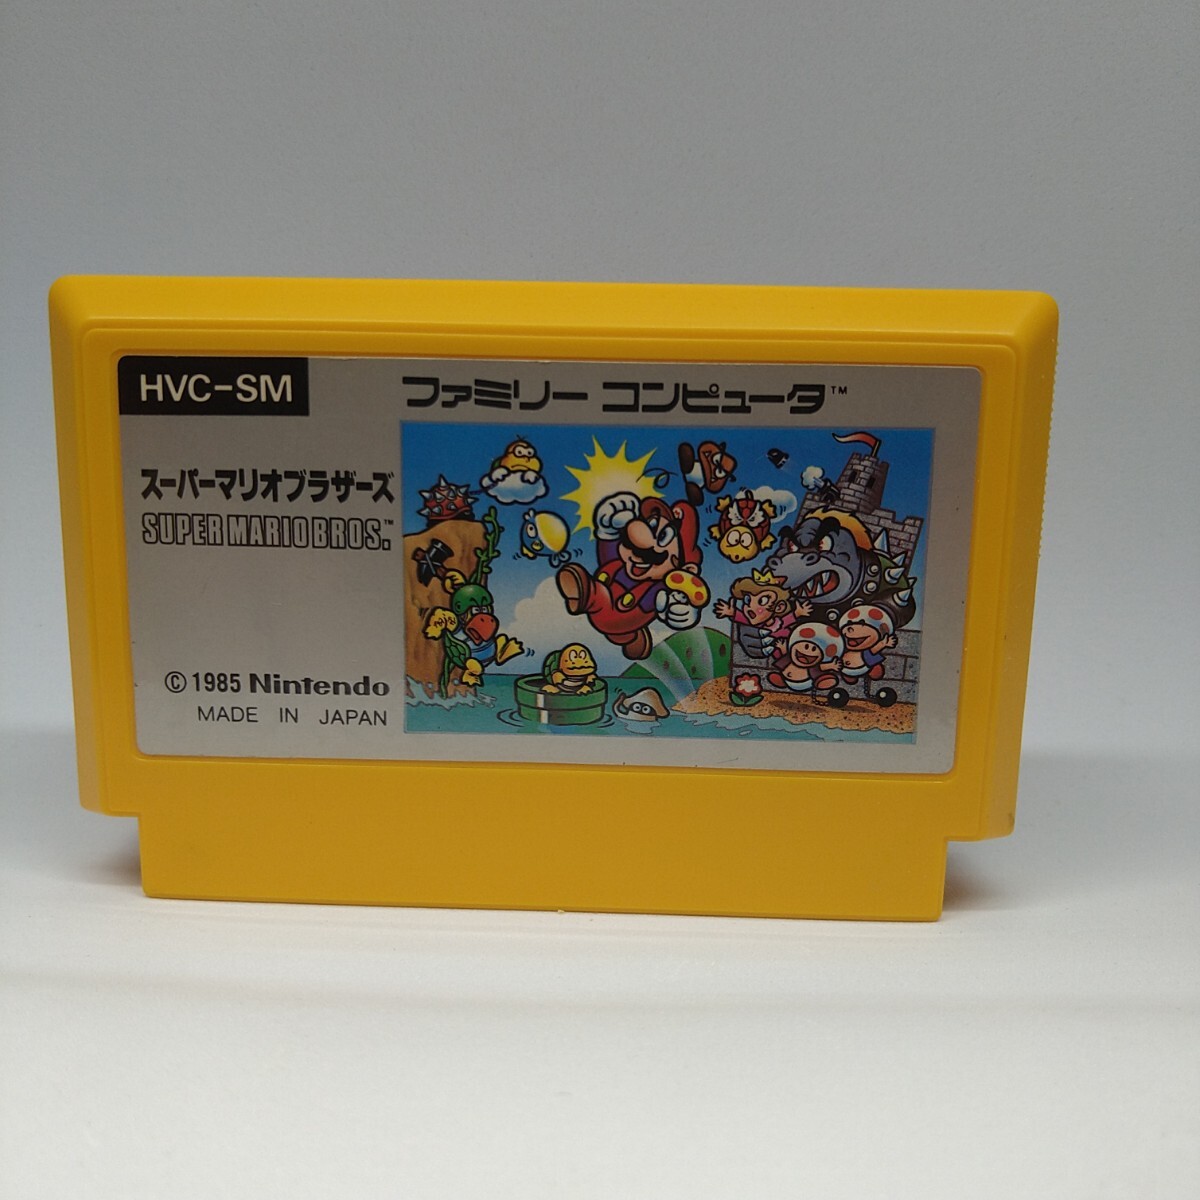 HVC-SM
ファミリー コンピュータ™
スーパーマリオブラザーズ
SUPER MARIO BROS.™
© 1985 Nintendo
MADE IN JAPAN